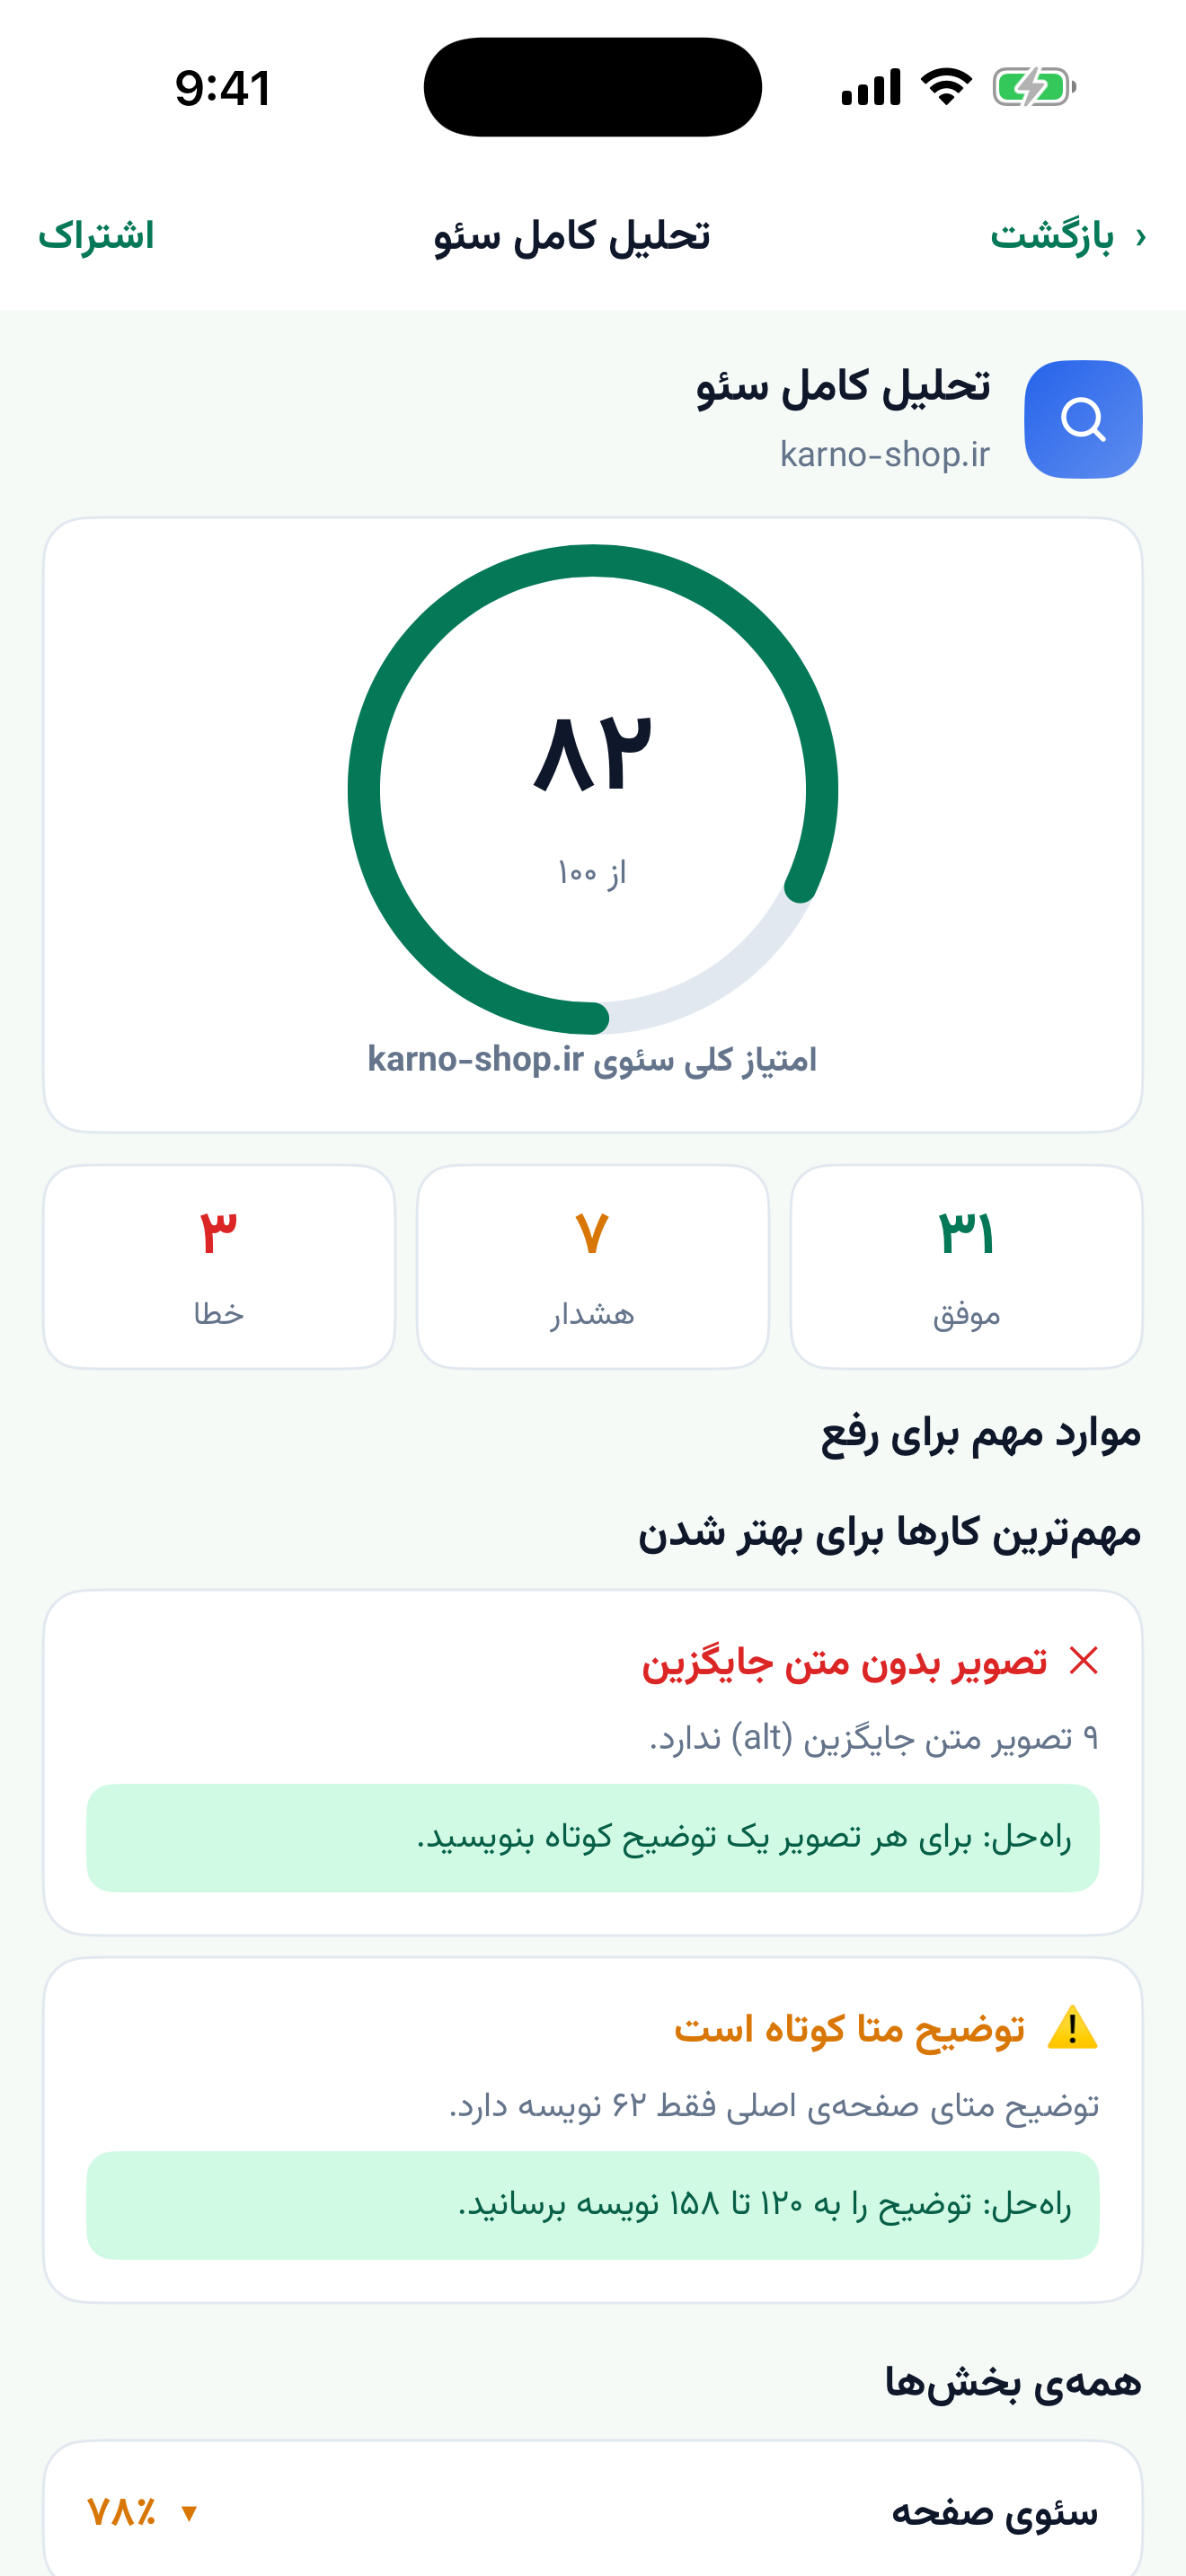 9:41
‹ بازگشت
تحلیل کامل سئو
اشتراک
تحلیل کامل سئو
karno-shop.ir
۸۲
از ۱۰۰
امتیاز کلی سئوی karno-shop.ir
۳۱
موفق
۷
هشدار
۳
خطا
موارد مهم برای رفع
مهم‌ترین کارها برای بهتر شدن
تصویر بدون متن جایگزین
۹ تصویر متن جایگزین (alt) ندارد.
راه‌حل: برای هر تصویر یک توضیح کوتاه بنویسید.
توضیح متا کوتاه است
توضیح متای صفحه‌ی اصلی فقط ۶۲ نویسه دارد.
راه‌حل: توضیح را به ۱۲۰ تا ۱۵۸ نویسه برسانید.
همه‌ی بخش‌ها
سئوی صفحه
▼ ۷۸٪